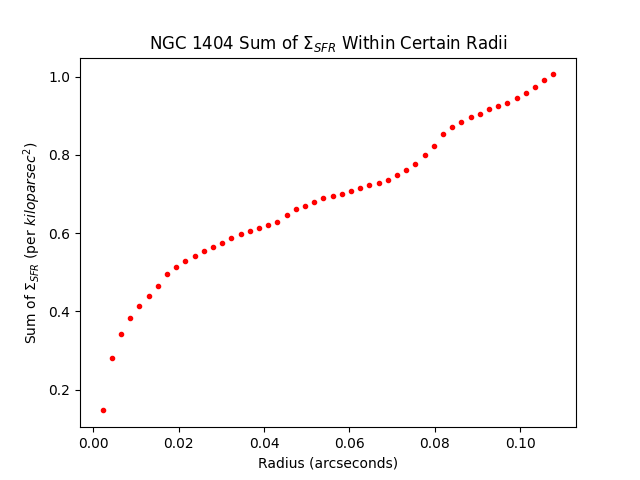 NGC 1404 Sum of Σ_SFR Within Certain Radii
1.0
0.8
0.6
0.4
0.2
Sum of Σ_SFR (per kiloparsec²)
0.00 0.02 0.04 0.06 0.08 0.10
Radius (arcseconds)